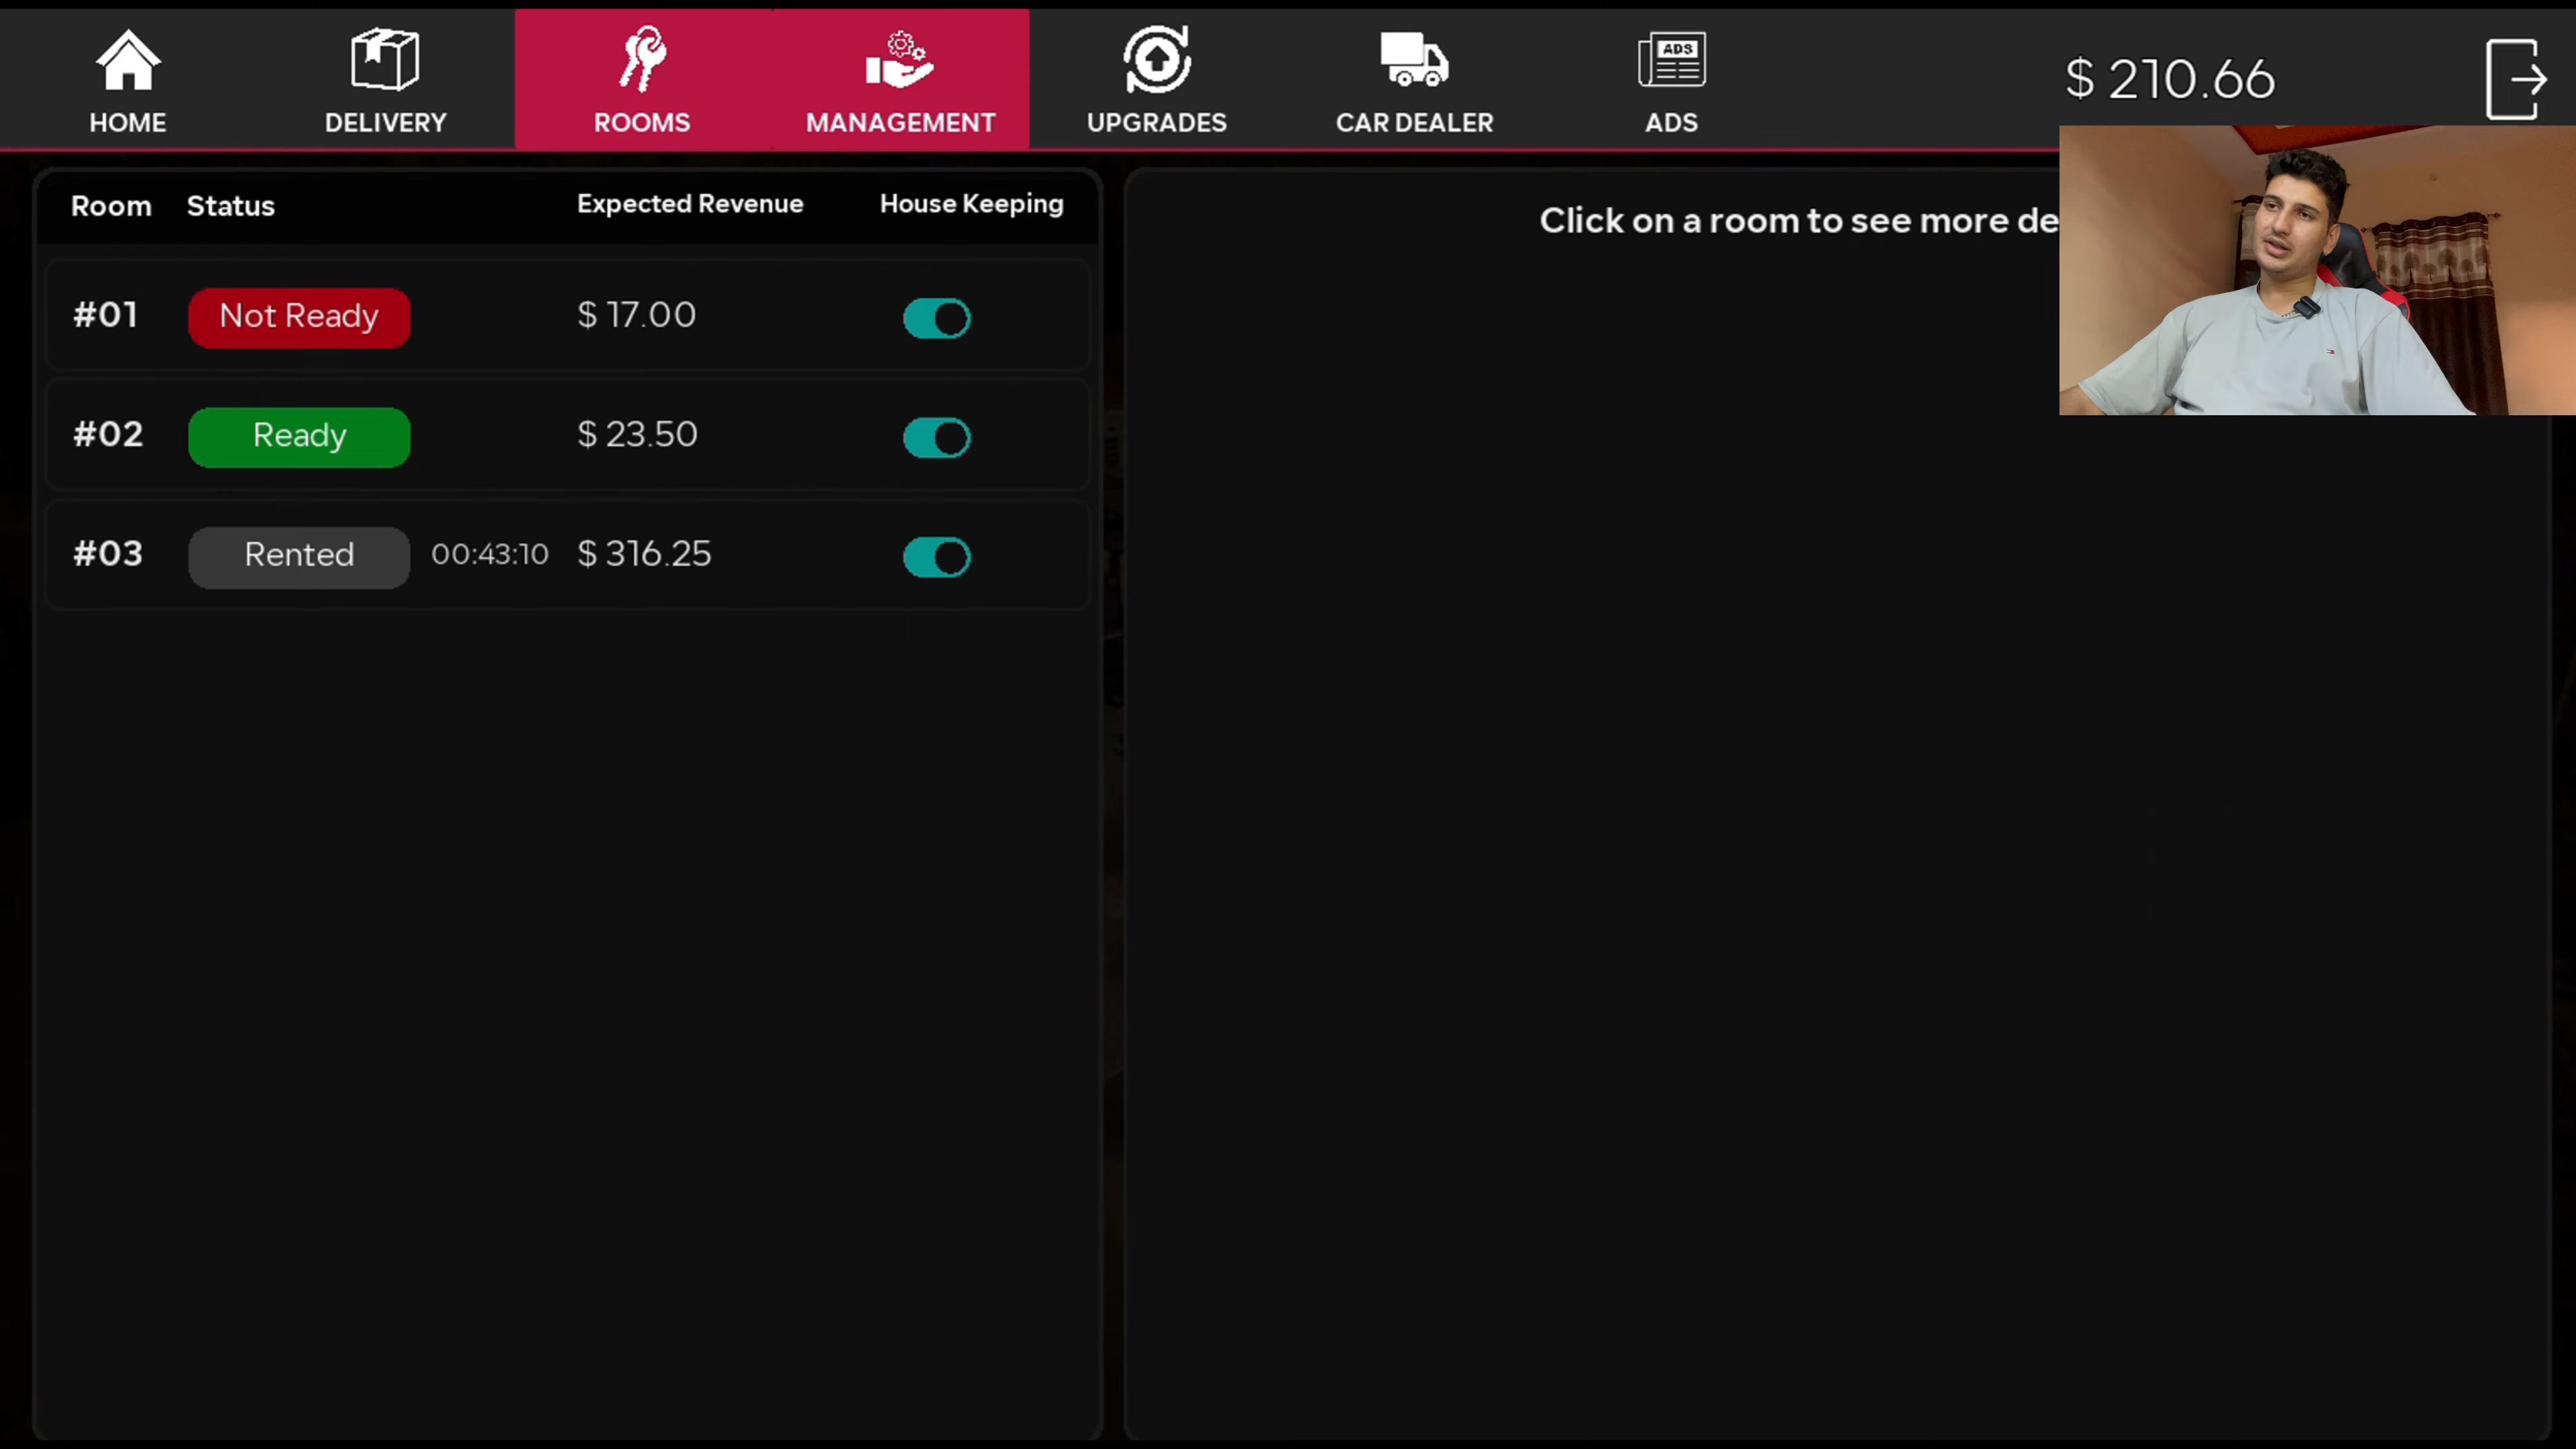 HOME DELIVERY ROOMS MANAGEMENT UPGRADES CAR DEALER ADS ADS $ 210.66
Room Status Expected Revenue House Keeping
#01 Not Ready $ 17.00
#02 Ready $ 23.50
#03 Rented 00:43:10 $ 316.25
Click on a room to see more de